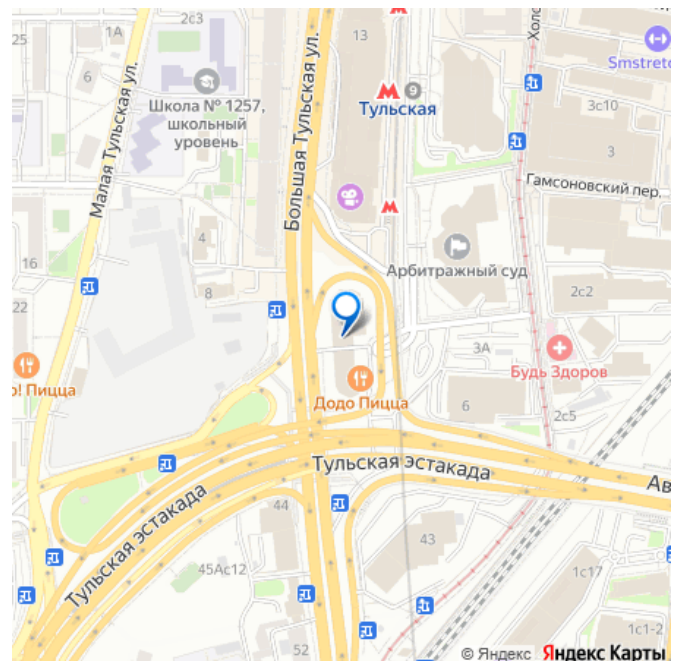 2с3
25
13
Холо
Smstretc
6
Школа № 1257,
школьный
уровень
9
Тульская
3с10
3
Малая Тульская ул.
Большая Тульская ул.
Гамсоновский пер.
16
4
Арбитражный суд
22
8
2с2
3А
Будь Здоров
о! Пицца
Додо Пицца
6
2с5
Тульская эстакада
Ав
Тульская эстакада
44
43
45Ас12
1с17
52
1с1-2
© Яндекс Яндекс Карты